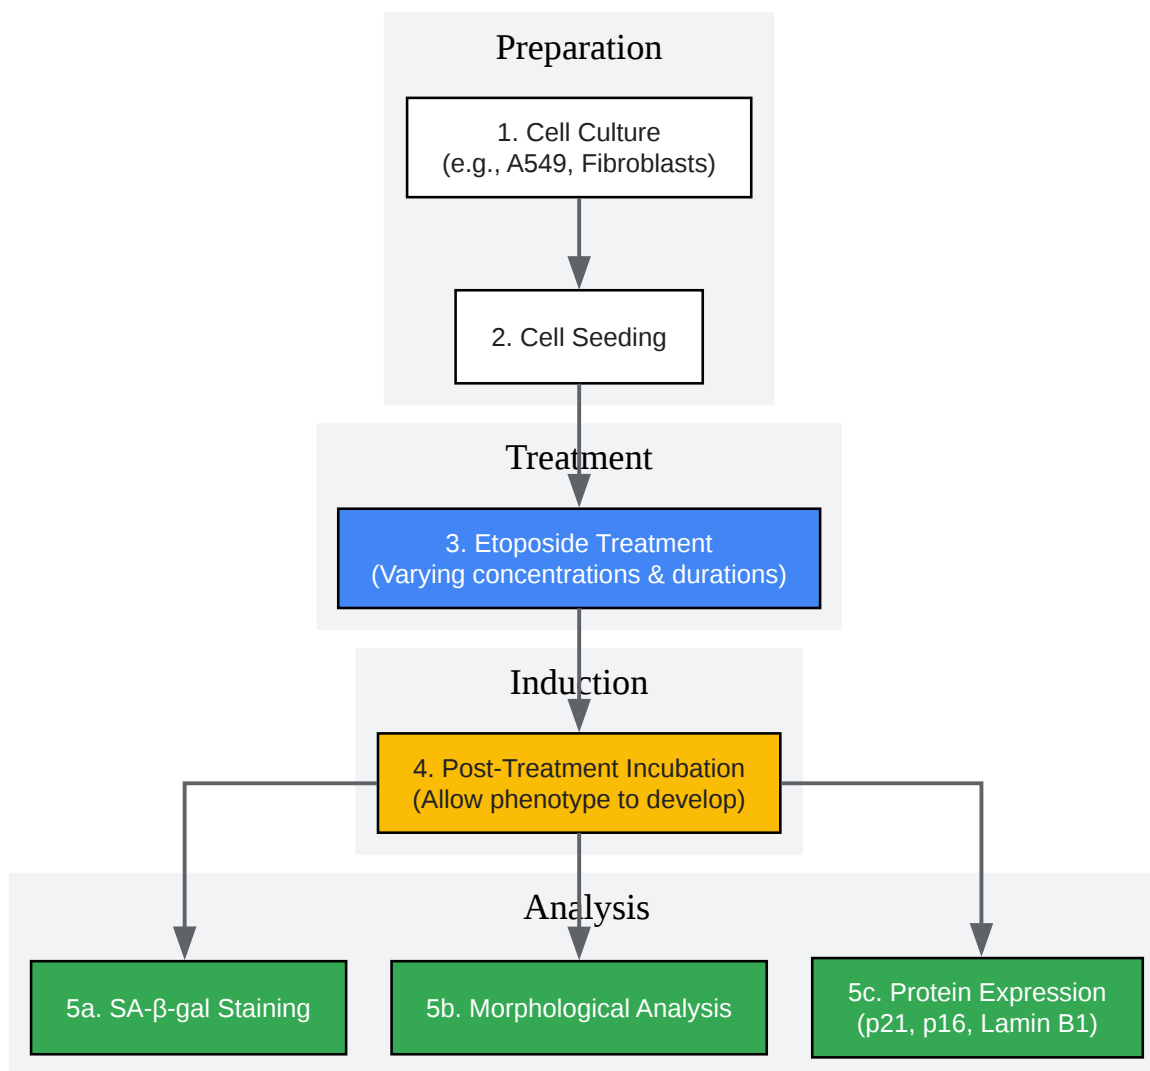 Preparation
1. Cell Culture
(e.g., A549, Fibroblasts)
2. Cell Seeding
Treatment
3. Etoposide Treatment
(Varying concentrations & durations)
Induction
4. Post-Treatment Incubation
(Allow phenotype to develop)
Analysis
5a. SA-β-gal Staining
5b. Morphological Analysis
5c. Protein Expression
(p21, p16, Lamin B1)